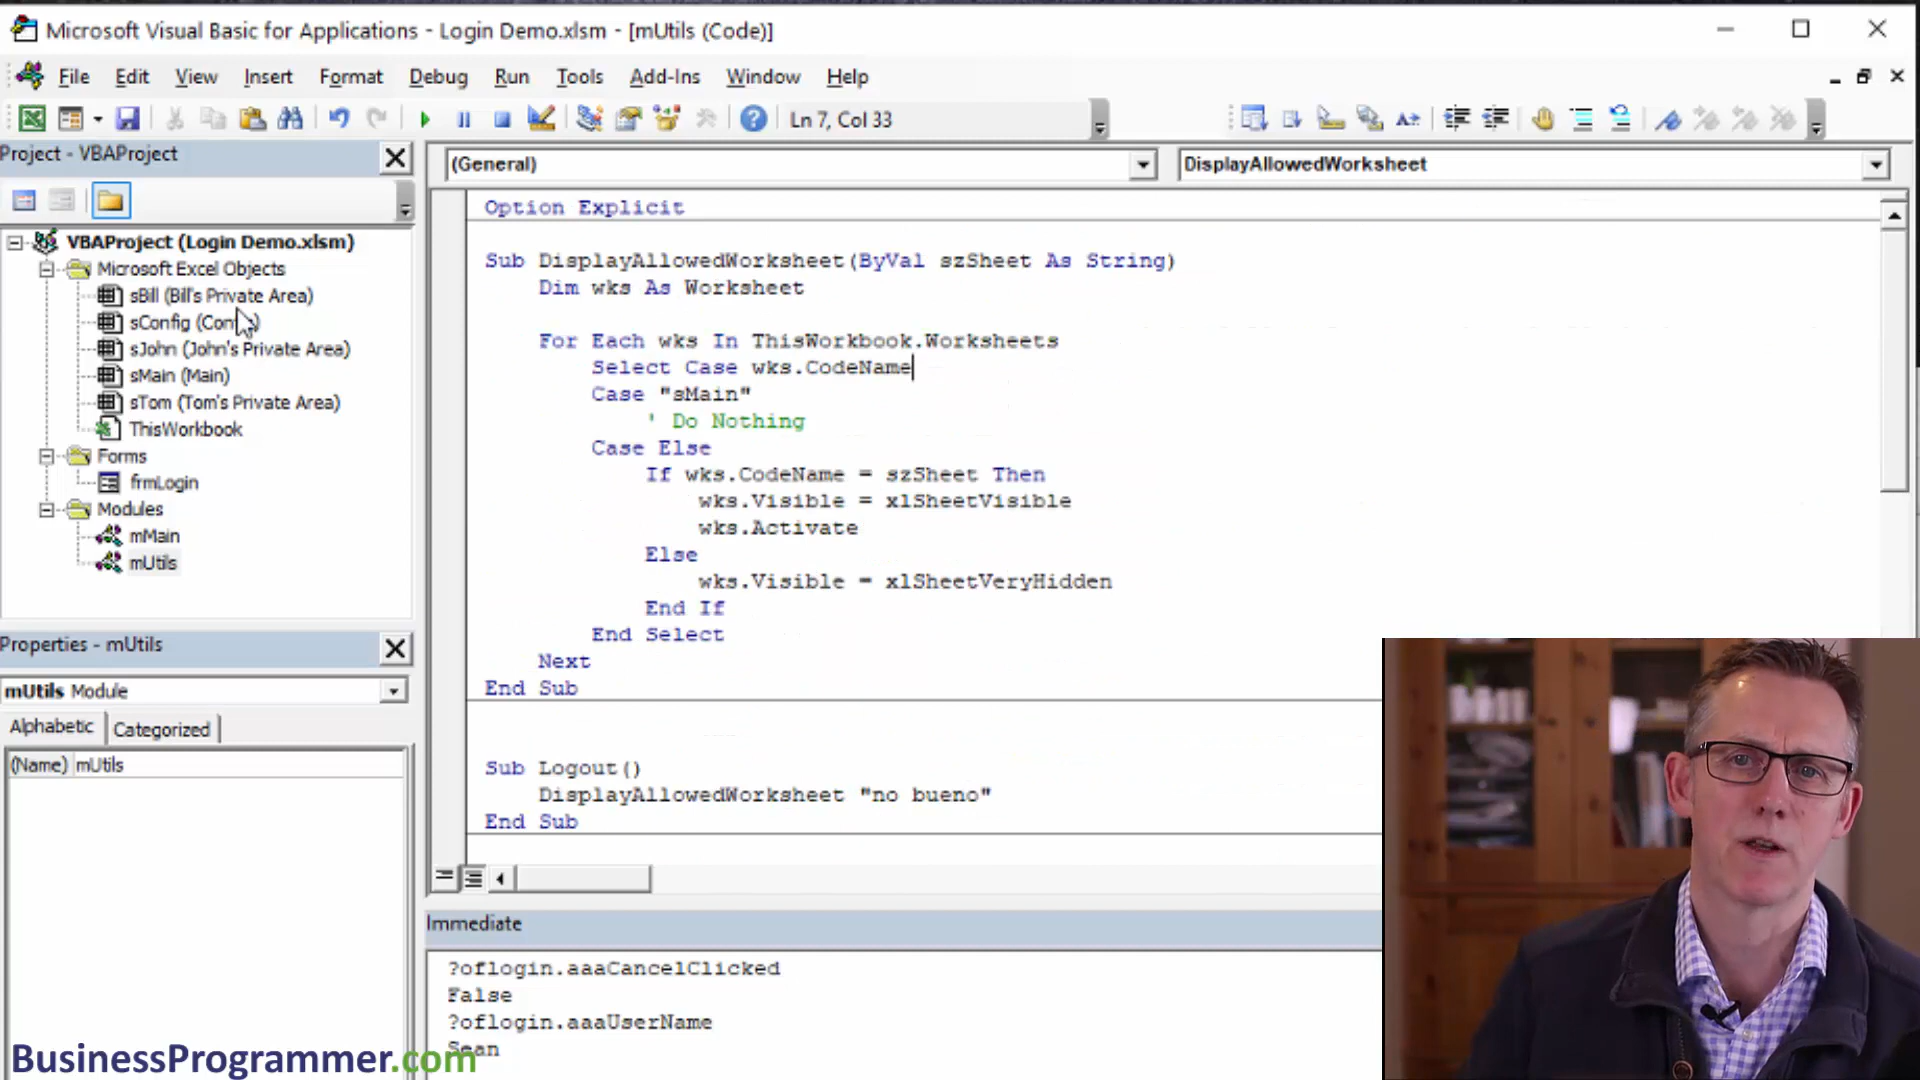 Microsoft Visual Basic for Applications - Login Demo.xlsm - [mUtils (Code)]
File Edit View Insert Format Debug Run Tools Add-Ins Window Help
Ln 7, Col 33
Project - VBAProject
VBAProject (Login Demo.xlsm)
Microsoft Excel Objects
sBill (Bill's Private Area)
sConfig
sJohn (John's Private Area)
sMain (Main)
sTom (Tom's Private Area)
ThisWorkbook
Forms
frmLogin
Modules
mMain
mUtils
Properties - mUtils
mUtils Module
Alphabetic Categorized
(Name) mUtils
(General) DisplayAllowedWorksheet
Option Explicit
Sub DisplayAllowedWorksheet(ByVal szSheet As String)
Dim wks As Worksheet
For Each wks In ThisWorkbook.Worksheets
Select Case wks.CodeName
Case "sMain"
' Do Nothing
Case Else
If wks.CodeName = szSheet Then
wks.Visible = xlSheetVisible
wks.Activate
Else
wks.Visible = xlSheetVeryHidden
End If
End Select
Next
End Sub
Sub Logout()
DisplayAllowedWorksheet "no bueno"
End Sub
Immediate
?oflogin.aaaCancelClicked
False
?oflogin.aaaUserName
Sean
BusinessProgrammer.com